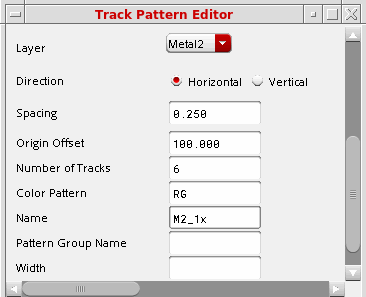 Track Pattern Editor
Layer Metal2
Direction Horizontal Vertical
Spacing 0.250
Origin Offset 100.000
Number of Tracks 6
Color Pattern RG
Name M2_1x
Pattern Group Name
Width